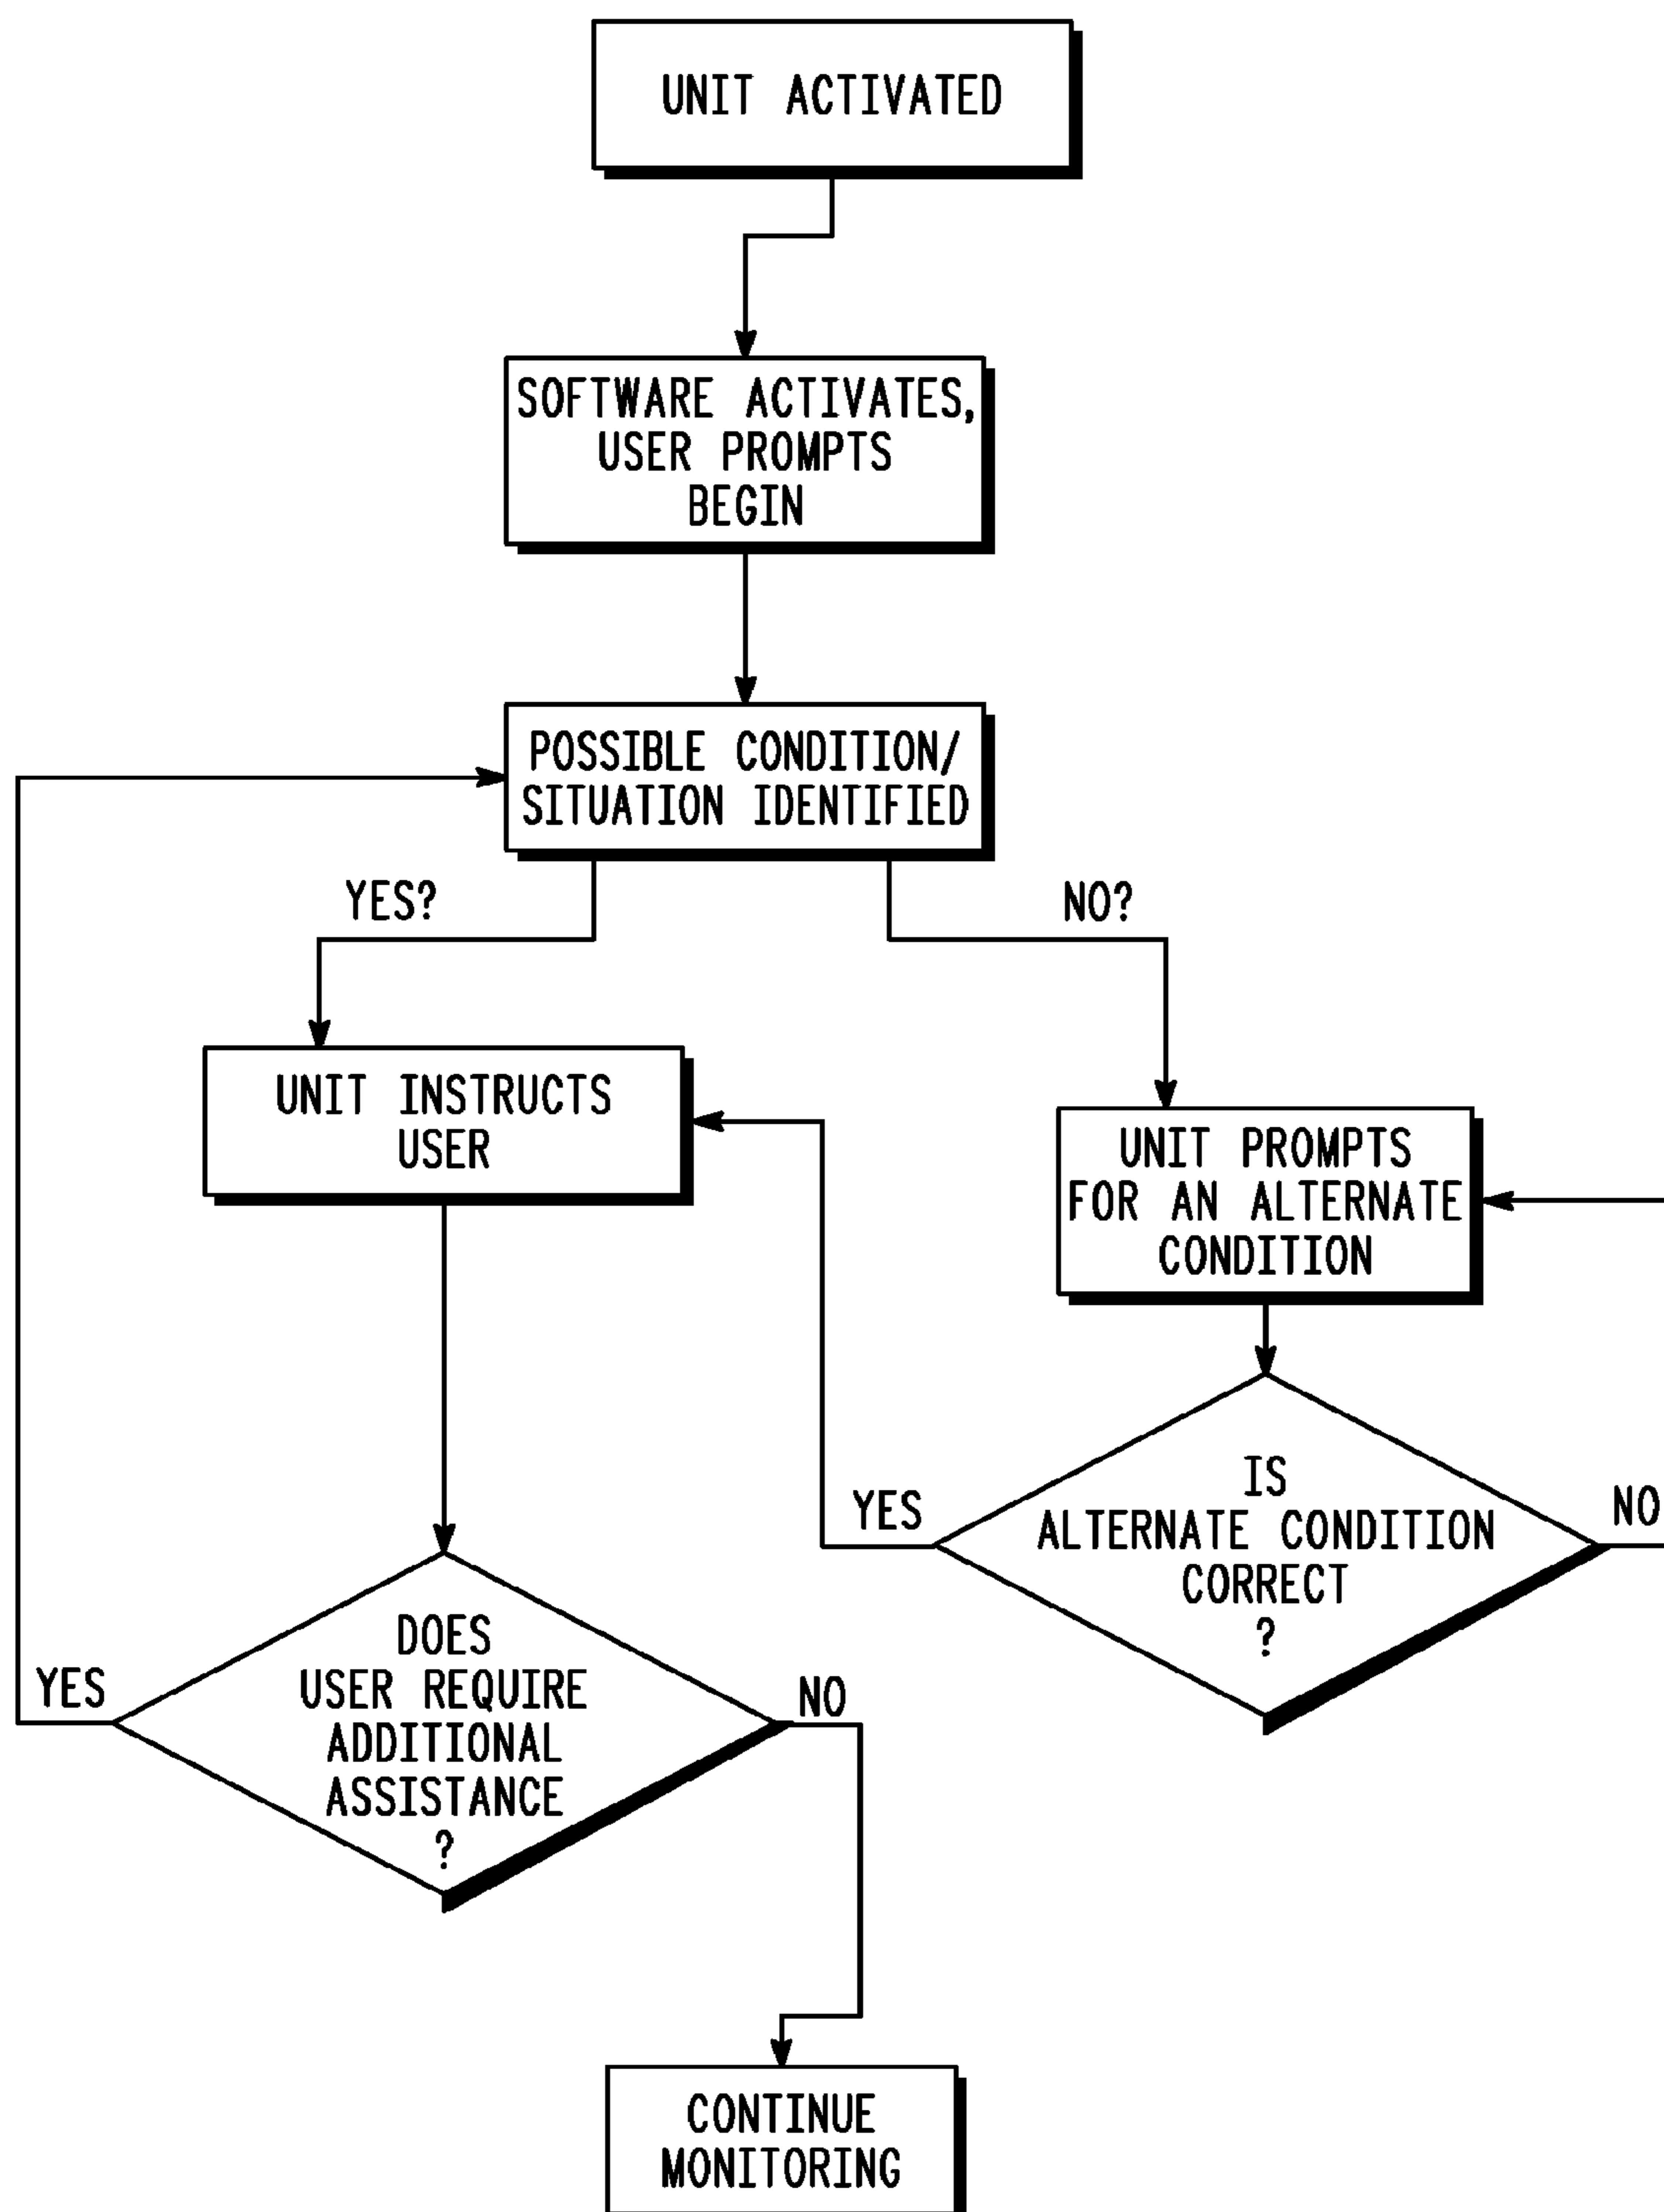 UNIT ACTIVATED
SOFTWARE ACTIVATES,
USER PROMPTS
BEGIN
POSSIBLE CONDITION/
SITUATION IDENTIFIED
YES?
NO?
UNIT INSTRUCTS
USER
UNIT PROMPTS
FOR AN ALTERNATE
CONDITION
IS
ALTERNATE CONDITION
CORRECT
?
YES
NO
DOES
USER REQUIRE
ADDITIONAL
ASSISTANCE
?
YES
NO
CONTINUE
MONITORING